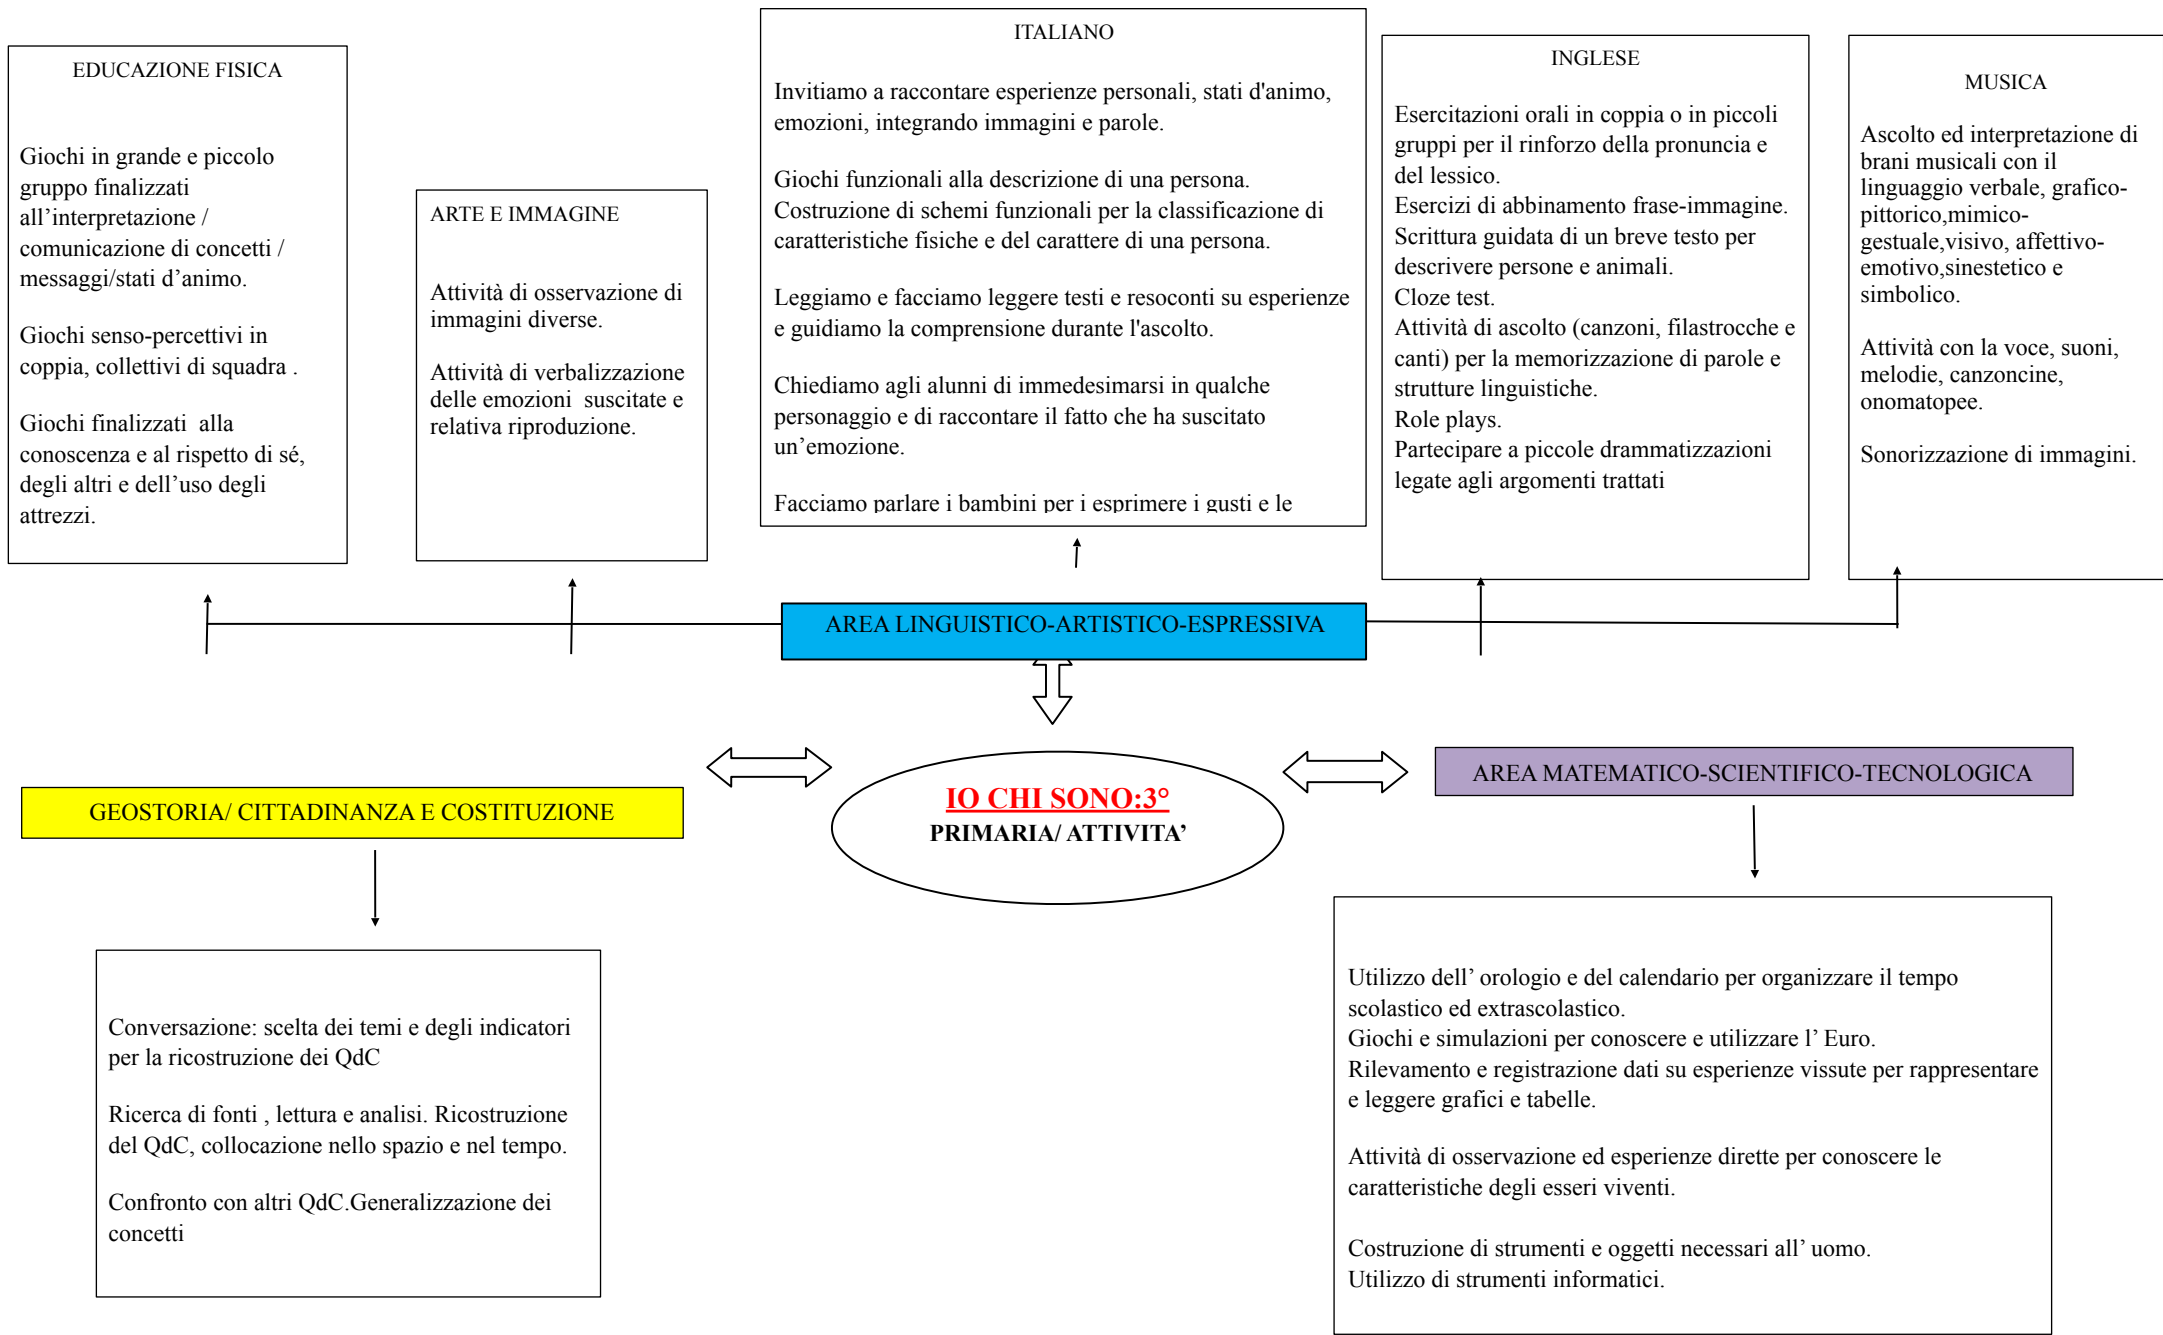 EDUCAZIONE FISICA
Giochi in grande e piccolo
gruppo finalizzati
all’interpretazione /
comunicazione di concetti /
messaggi/stati d’animo.
Giochi senso-percettivi in
coppia, collettivi di squadra .
Giochi finalizzati  alla
conoscenza e al rispetto di sé,
degli altri e dell’uso degli
attrezzi.
ARTE E IMMAGINE
Attività di osservazione di
immagini diverse.
Attività di verbalizzazione
delle emozioni  suscitate e
relativa riproduzione.
ITALIANO
Invitiamo a raccontare esperienze personali, stati d'animo,
emozioni, integrando immagini e parole.
Giochi funzionali alla descrizione di una persona.
Costruzione di schemi funzionali per la classificazione di
caratteristiche fisiche e del carattere di una persona.
Leggiamo e facciamo leggere testi e resoconti su esperienze
e guidiamo la comprensione durante l'ascolto.
Chiediamo agli alunni di immedesimarsi in qualche
personaggio e di raccontare il fatto che ha suscitato
un’emozione.
Facciamo parlare i bambini per i esprimere i gusti e le
INGLESE
Esercitazioni orali in coppia o in piccoli
gruppi per il rinforzo della pronuncia e
del lessico.
Esercizi di abbinamento frase-immagine.
Scrittura guidata di un breve testo per
descrivere persone e animali.
Cloze test.
Attività di ascolto (canzoni, filastrocche e
canti) per la memorizzazione di parole e
strutture linguistiche.
Role plays.
Partecipare a piccole drammatizzazioni
legate agli argomenti trattati
MUSICA
Ascolto ed interpretazione di
brani musicali con il
linguaggio verbale, grafico-
pittorico,mimico-
gestuale,visivo, affettivo-
emotivo,sinestetico e
simbolico.
Attività con la voce, suoni,
melodie, canzoncine,
onomatopee.
Sonorizzazione di immagini.
AREA LINGUISTICO-ARTISTICO-ESPRESSIVA
GEOSTORIA/ CITTADINANZA E COSTITUZIONE
IO CHI SONO:3°
PRIMARIA/ ATTIVITA’
AREA MATEMATICO-SCIENTIFICO-TECNOLOGICA
Conversazione: scelta dei temi e degli indicatori
per la ricostruzione dei QdC
Ricerca di fonti , lettura e analisi. Ricostruzione
del QdC, collocazione nello spazio e nel tempo.
Confronto con altri QdC.Generalizzazione dei
concetti
Utilizzo dell’ orologio e del calendario per organizzare il tempo
scolastico ed extrascolastico.
Giochi e simulazioni per conoscere e utilizzare l’ Euro.
Rilevamento e registrazione dati su esperienze vissute per rappresentare
e leggere grafici e tabelle.
Attività di osservazione ed esperienze dirette per conoscere le
caratteristiche degli esseri viventi.
Costruzione di strumenti e oggetti necessari all’ uomo.
Utilizzo di strumenti informatici.